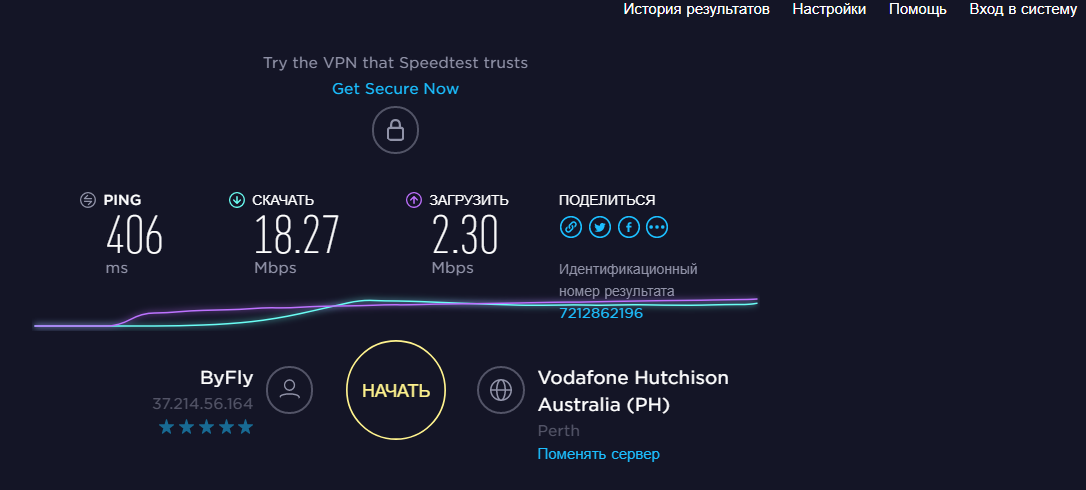 История результатов Настройки Помощь Вход в систему
Try the VPN that Speedtest trusts
Get Secure Now
PING СКАЧАТЬ ЗАГРУЗИТЬ ПОДЕЛИТЬСЯ
406 18.27 2.30
ms Mbps Mbps
Идентификационный
номер результата
7212862196
ByFly
37.214.56.164
НАЧАТЬ
Vodafone Hutchison
Australia (PH)
Perth
Поменять сервер